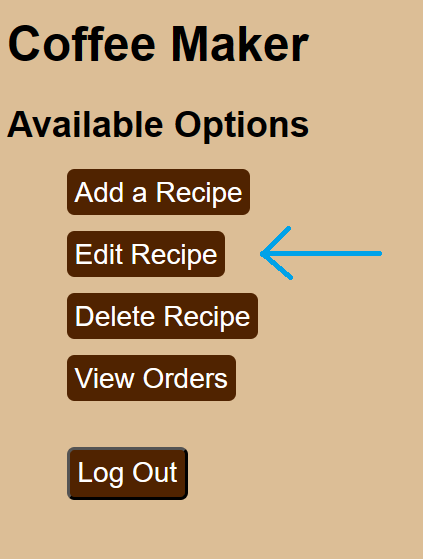 Coffee Maker
Available Options
Add a Recipe
Edit Recipe
Delete Recipe
View Orders
Log Out